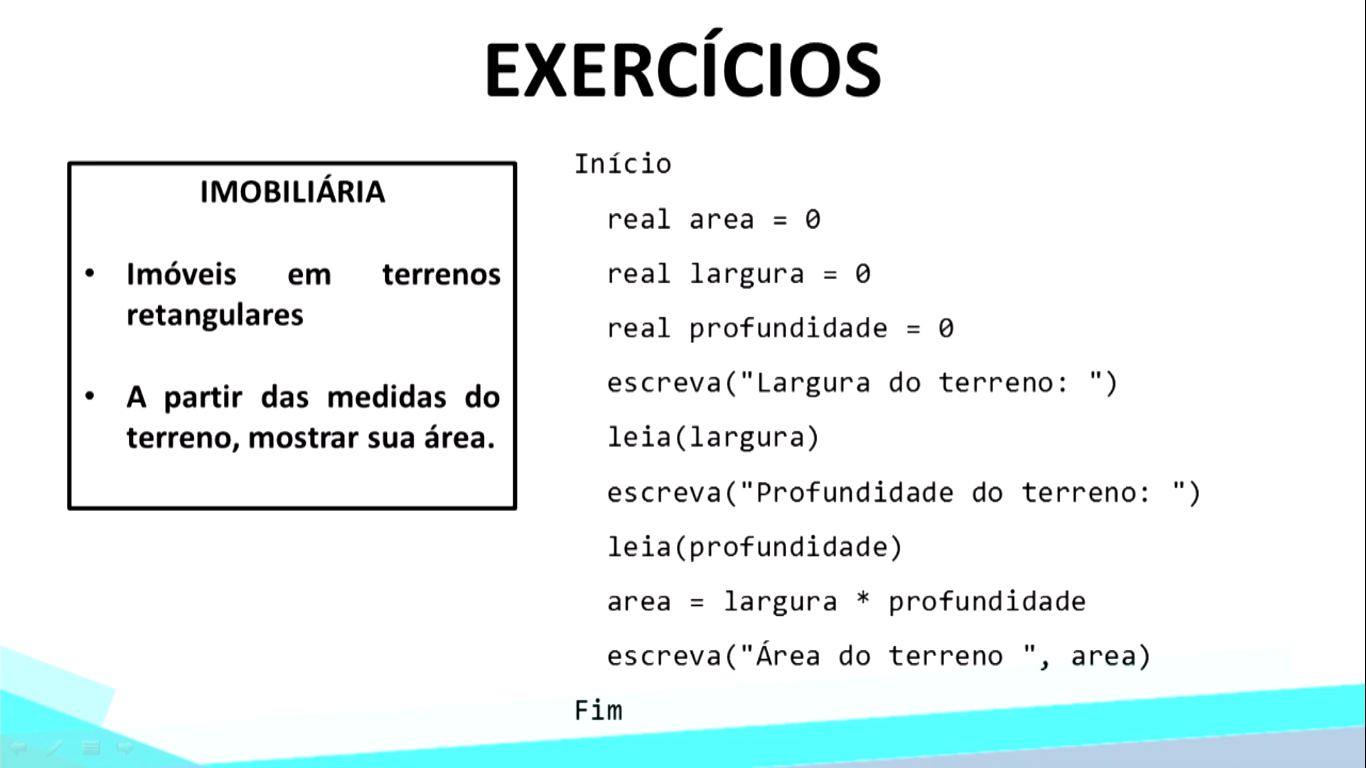 EXERCÍCIOS
IMOBILIÁRIA
• Imóveis em terrenos
retangulares
• A partir das medidas do
terreno, mostrar sua área.
Início
real area = 0
real largura = 0
real profundidade = 0
escreva("Largura do terreno: ")
leia(largura)
escreva("Profundidade do terreno: ")
leia(profundidade)
area = largura * profundidade
escreva("Área do terreno ", area)
Fim